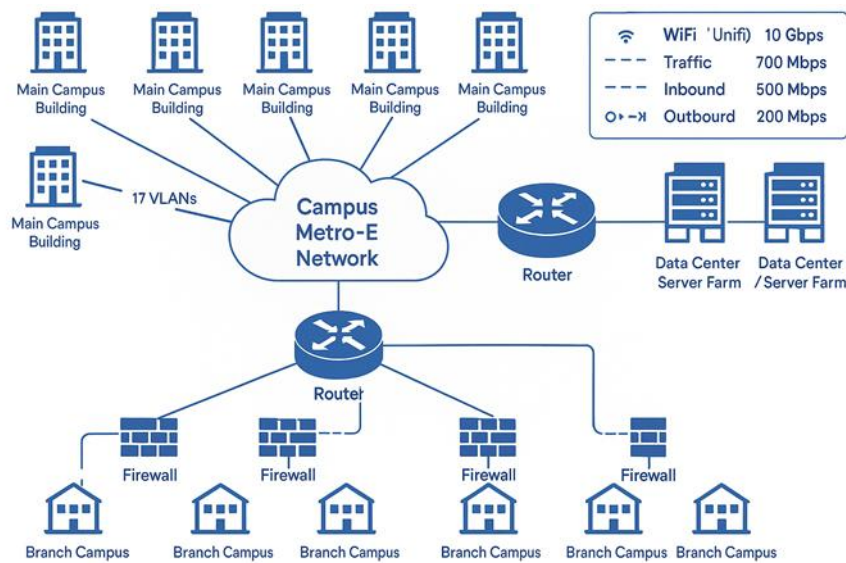 Main Campus
Building
Main Campus
Building
Main Campus
Building
Main Campus
Building
Main Campus
Building
WiFi 'Unifi) 10 Gbps
Traffic 700 Mbps
Inbound 500 Mbps
Outbourd 200 Mbps
Main Campus
Building
17 VLANs
Campus
Metro-E
Network
Router
Data Center
Server Farm
Data Center
/ Server Farm
Router
Firewall
Firewall
Firewall
Firewall
Branch Campus
Branch Campus
Branch Campus
Branch Campus
Branch Campus
Branch Campus